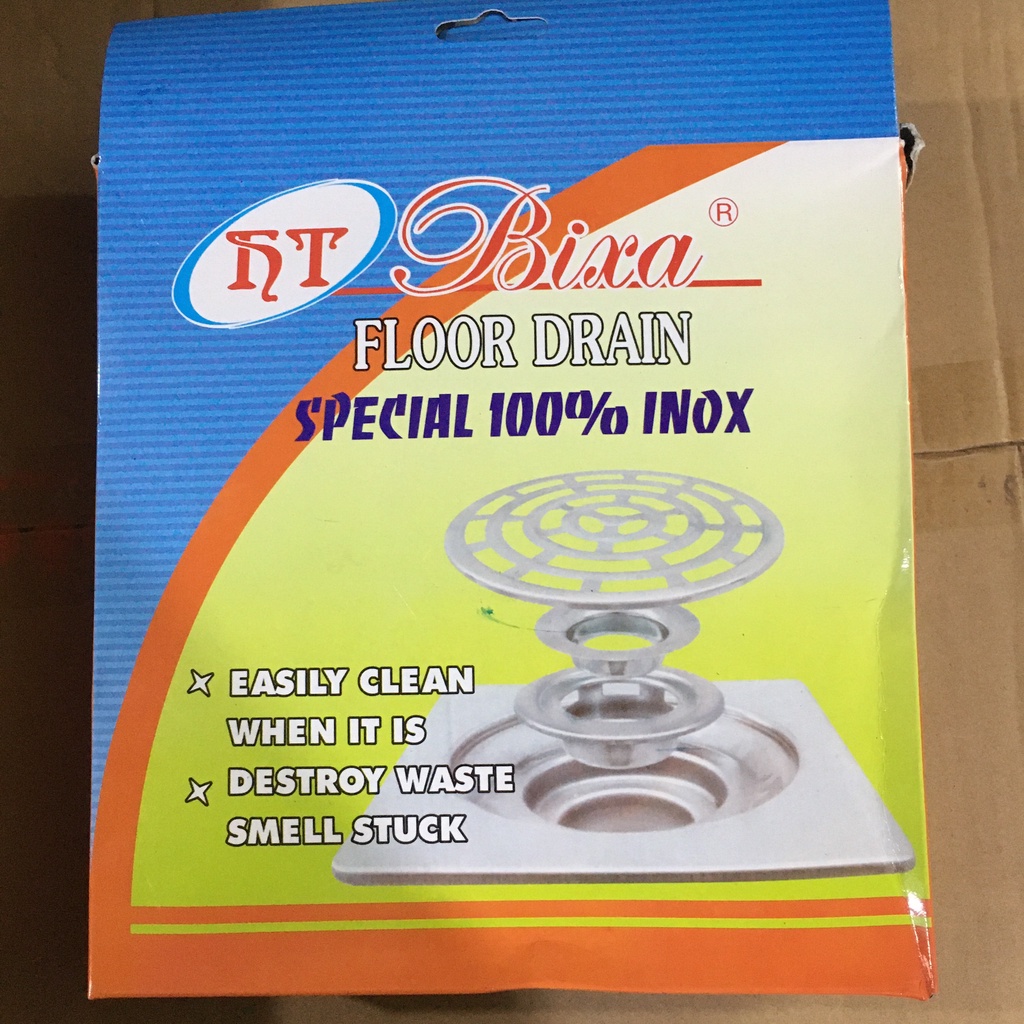 HT Bixa ®
FLOOR DRAIN
SPECIAL 100% INOX
EASILY CLEAN
WHEN IT IS
DESTROY WASTE
SMELL STUCK